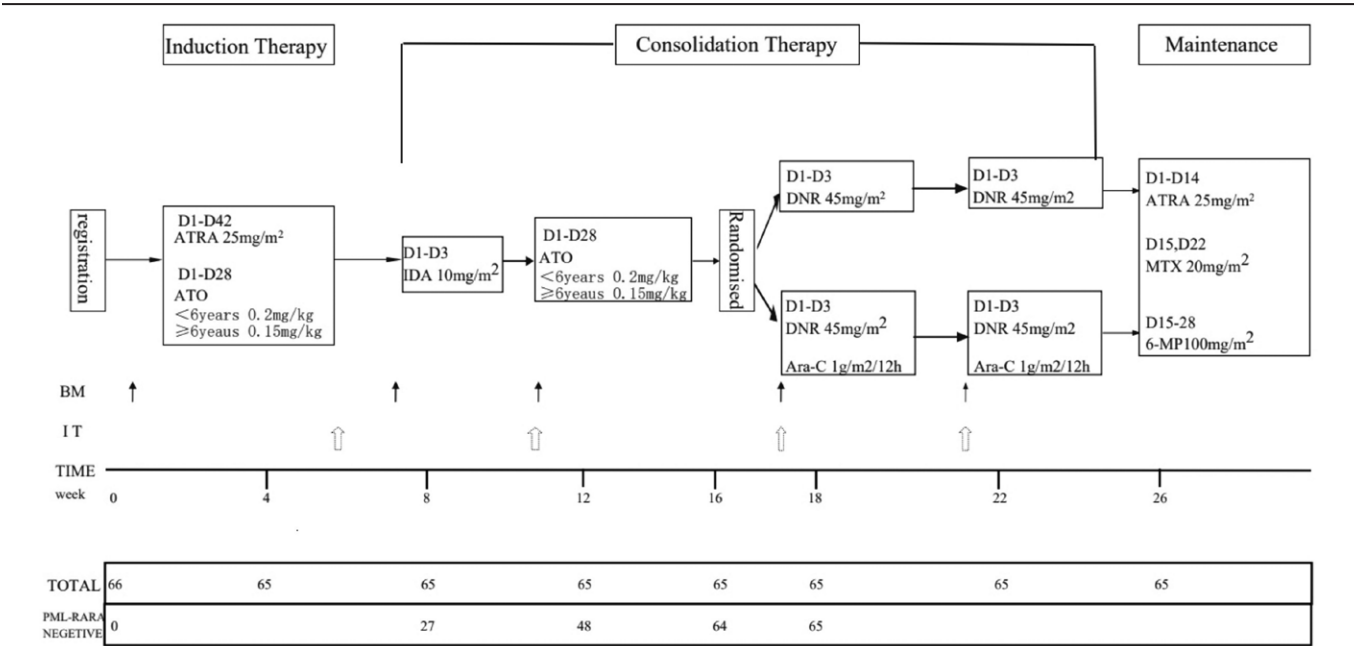 Induction Therapy
Consolidation Therapy
Maintenance
registration
D1-D42
ATRA 25mg/m²
D1-D28
ATO
<6years 0.2mg/kg
≥6yeaus 0.15mg/kg
D1-D3
IDA 10mg/m²
D1-D28
ATO
<6years 0.2mg/kg
≥6yeaus 0.15mg/kg
Randomised
D1-D3
DNR 45mg/m²
D1-D3
DNR 45mg/m2
D1-D3
DNR 45mg/m²
Ara-C 1g/m2/12h
D1-D3
DNR 45mg/m2
Ara-C 1g/m2/12h
D1-D14
ATRA 25mg/m²
D15,D22
MTX 20mg/m²
D15-28
6-MP100mg/m²
BM
I T
TIME
week 0 4 8 12 16 18 22 26
TOTAL 66 65 65 65 65 65 65 65
PML-RARA
NEGETIVE 0 27 48 64 65